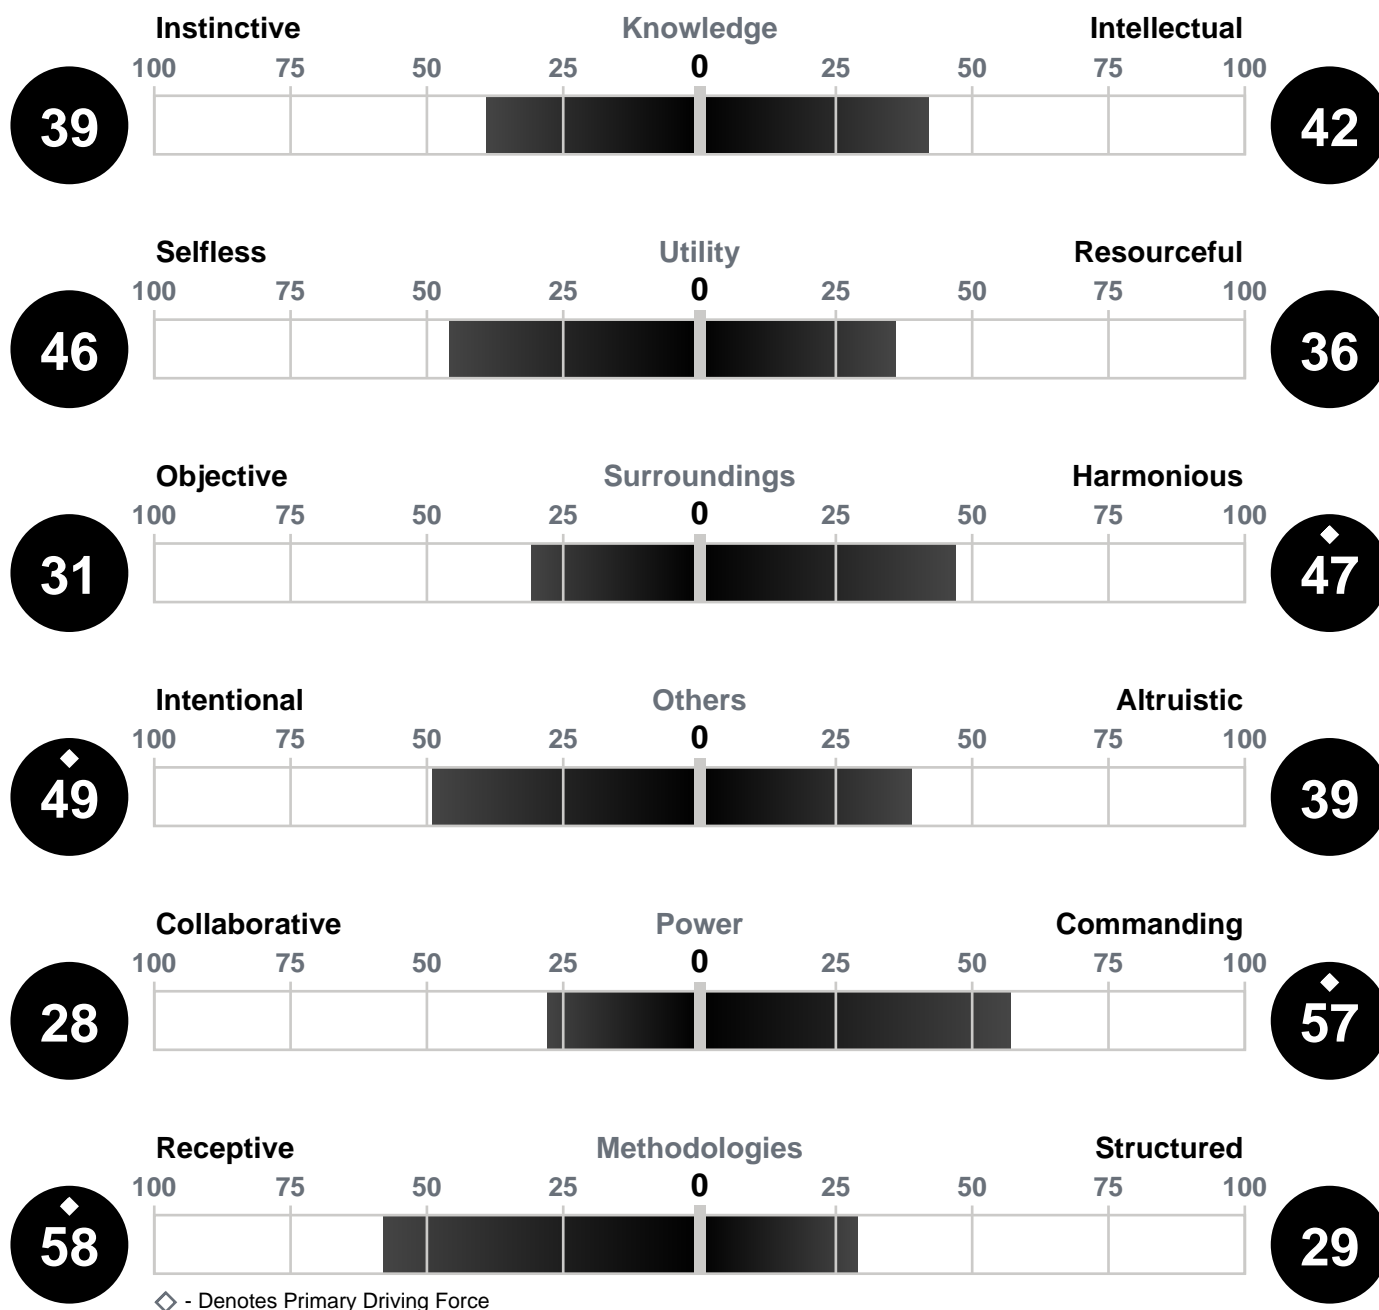 Instinctive Knowledge Intellectual
100 75 50 25 0 25 50 75 100
39 42
Selfless Utility Resourceful
100 75 50 25 0 25 50 75 100
46 36
Objective Surroundings Harmonious
100 75 50 25 0 25 50 75 100
31 47
Intentional Others Altruistic
100 75 50 25 0 25 50 75 100
49 39
Collaborative Power Commanding
100 75 50 25 0 25 50 75 100
28 57
Receptive Methodologies Structured
100 75 50 25 0 25 50 75 100
58 29
- Denotes Primary Driving Force